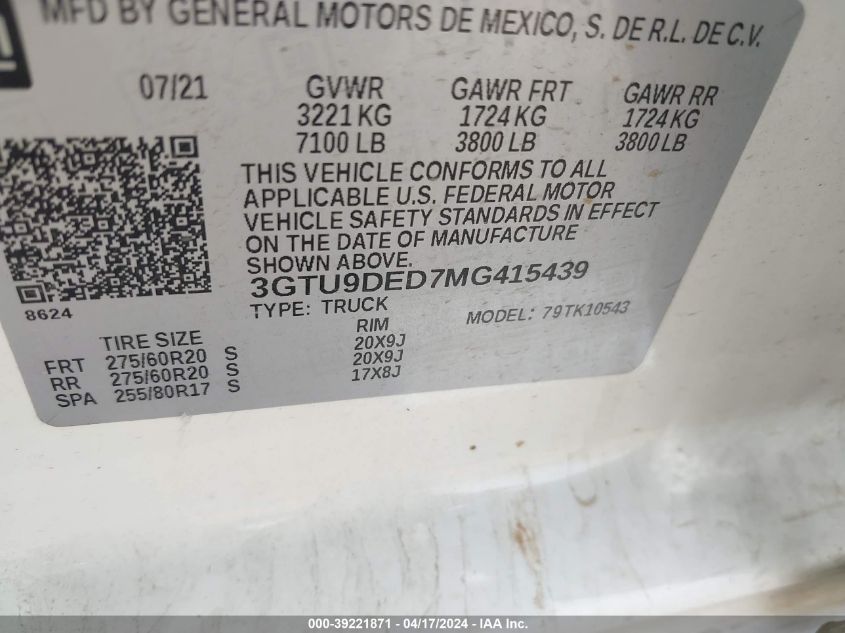 MFD BY GENERAL MOTORS DE MEXICO, S. DE R.L. DE C.V.
07/21 GVWR GAWR FRT GAWR RR
3221 KG 1724 KG 1724 KG
7100 LB 3800 LB 3800 LB
THIS VEHICLE CONFORMS TO ALL
APPLICABLE U.S. FEDERAL MOTOR
VEHICLE SAFETY STANDARDS IN EFFECT
ON THE DATE OF MANUFACTURE
SHOWN ABOVE.
3GTU9DED7MG415439
8624 TYPE: TRUCK MODEL: 79TK10543
TIRE SIZE RIM
FRT 275/60R20 S 20X9J
RR 275/60R20 S 20X9J
SPA 255/80R17 S 17X8J
000-39221871 | 04/17/2024 | IAA Inc.